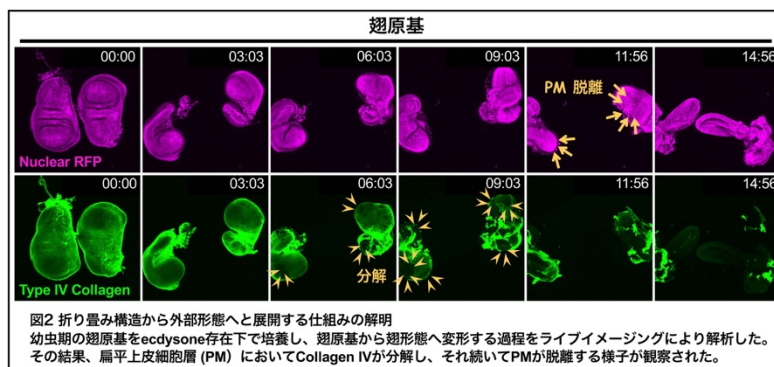 翅原基
00:00
03:03
06:03
09:03
11:56
14:56
PM 脱離
Nuclear RFP
00:00
03:03
06:03
09:03
11:56
14:56
分解
Type IV Collagen
図2 折り畳み構造から外部形態へと展開する仕組みの解明
幼虫期の翅原基をecdysone存在下で培養し、翅原基から翅形態へ変形する過程をライブイメージングにより解析した。
その結果、扁平上皮細胞層 (PM）においてCollagen IVが分解し、それ続いてPMが脱離する様子が観察された。